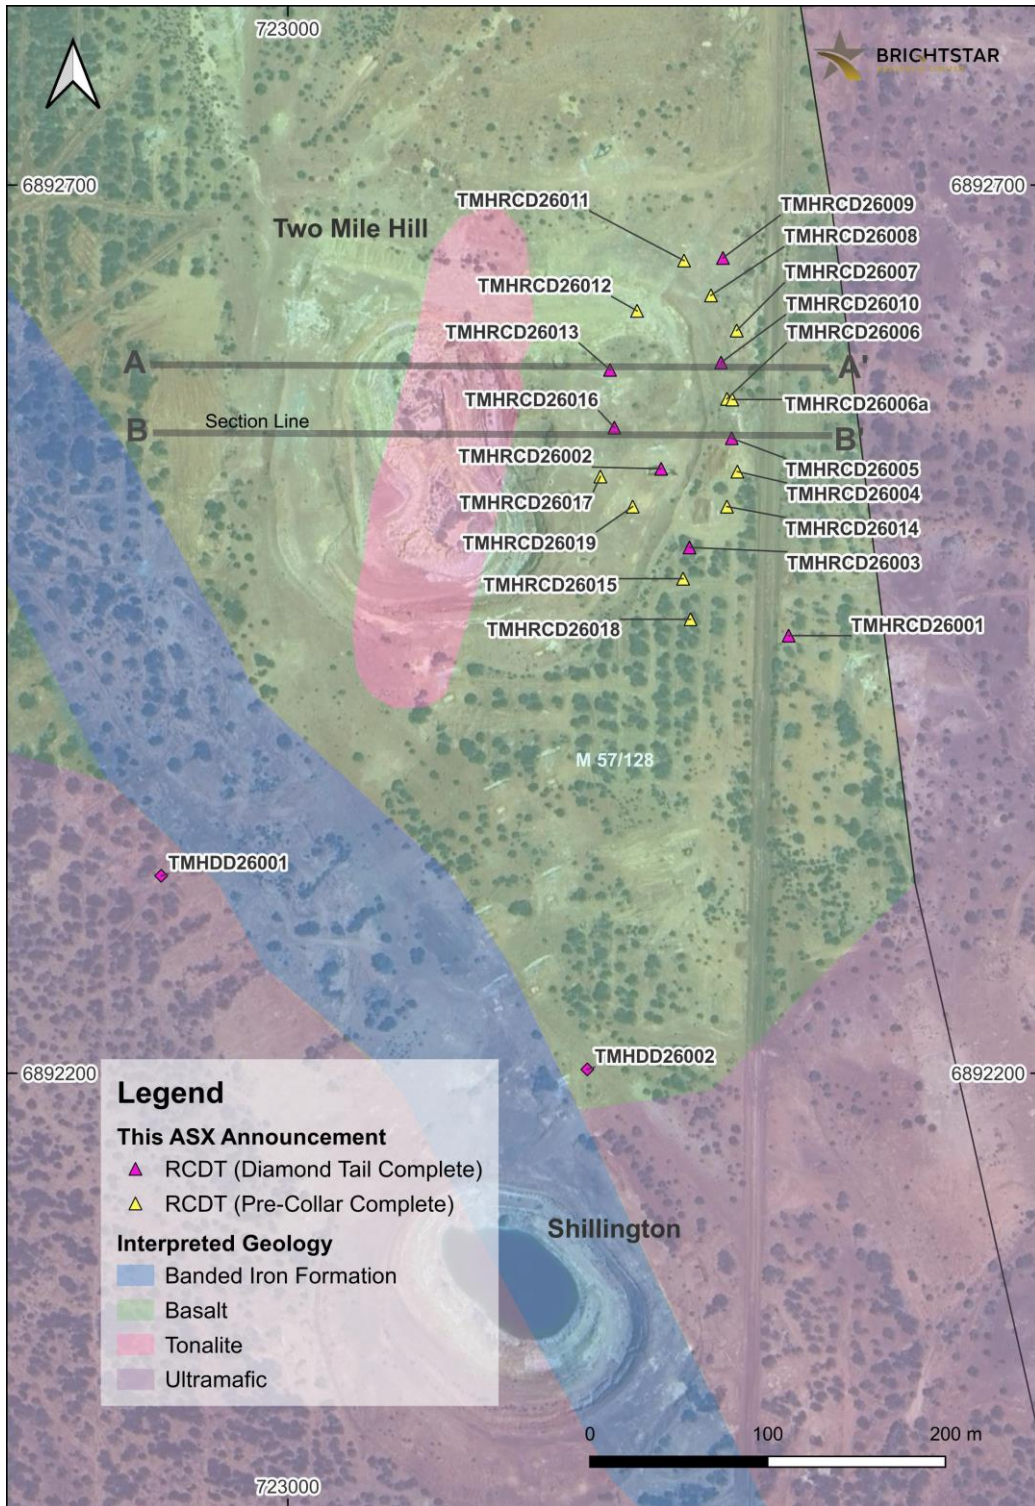 723000
BRIGHTSTAR
6892700
6892700
TMHRCD26011
TMHRCD26009
Two Mile Hill
TMHRCD26008
TMHRCD26007
TMHRCD26012
TMHRCD26010
TMHRCD26013
TMHRCD26006
A
A'
TMHRCD26016
TMHRCD26006a
Section Line
B
B'
TMHRCD26002
TMHRCD26005
TMHRCD26004
TMHRCD26017
TMHRCD26014
TMHRCD26019
TMHRCD26003
TMHRCD26015
TMHRCD26018
TMHRCD26001
M 57/128
TMHDD26001
TMHDD26002
6892200
6892200
Legend
This ASX Announcement
RCDT (Diamond Tail Complete)
RCDT (Pre-Collar Complete)
Shillington
Interpreted Geology
Banded Iron Formation
Basalt
Tonalite
Ultramafic
0 100 200 m
723000